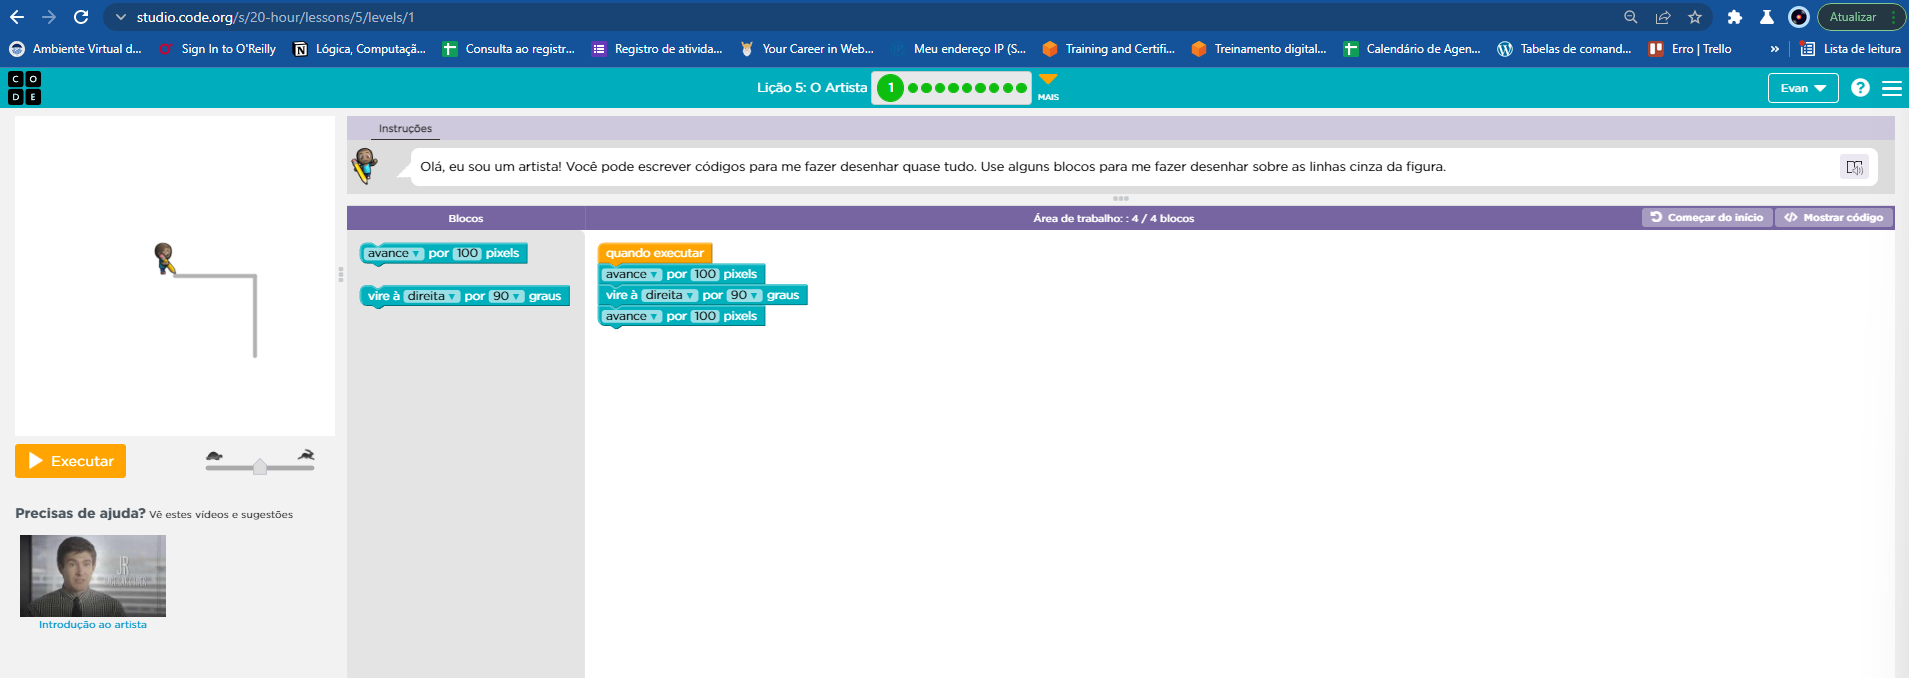 studio.code.org/s/20-hour/lessons/5/levels/1
Atualizar
Ambiente Virtual d...
Sign In to O'Reilly
Lógica, Computaçã...
Consulta ao registr...
Registro de ativida...
Your Career in Web...
Meu endereço IP (S...
Training and Certifi...
Treinamento digital...
Calendário de Agen...
Tabelas de comand...
Erro | Trello
»
Lista de leitura
C O
D E
Lição 5: O Artista
1
MAIS
Evan
?
Instruções
Olá, eu sou um artista! Você pode escrever códigos para me fazer desenhar quase tudo. Use alguns blocos para me fazer desenhar sobre as linhas cinza da figura.
Blocos
Área de trabalho: : 4 / 4 blocos
Começar do início
</> Mostrar código
avance por 100 pixels
vire à direita por 90 graus
quando executar
avance por 100 pixels
vire à direita por 90 graus
avance por 100 pixels
Executar
Precisas de ajuda? Vê estes vídeos e sugestões
JR
Introdução ao artista